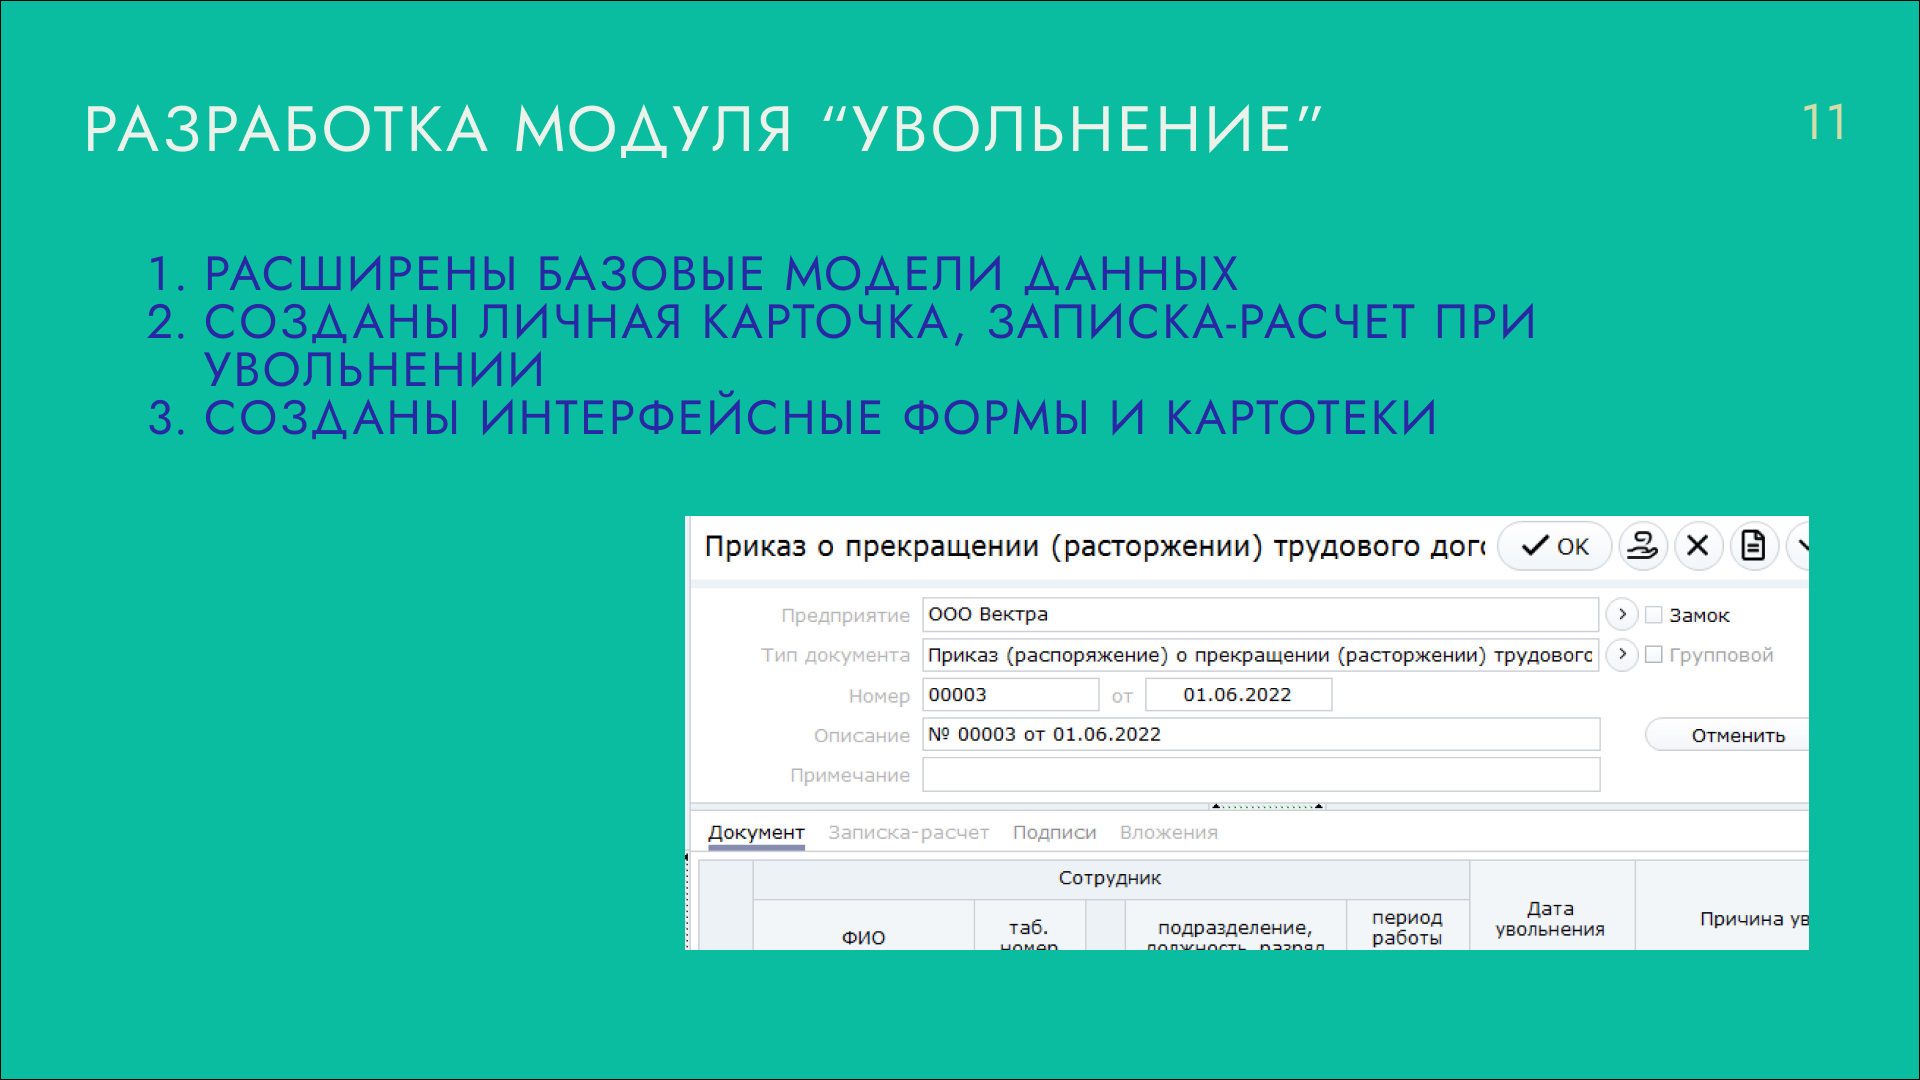 РАЗРАБОТКА МОДУЛЯ “УВОЛЬНЕНИЕ”
11
1. РАСШИРЕНЫ БАЗОВЫЕ МОДЕЛИ ДАННЫХ
2. СОЗДАНЫ ЛИЧНАЯ КАРТОЧКА, ЗАПИСКА-РАСЧЕТ ПРИ
УВОЛЬНЕНИИ
3. СОЗДАНЫ ИНТЕРФЕЙСНЫЕ ФОРМЫ И КАРТОТЕКИ
Приказ о прекращении (расторжении) трудового дого
OK
Предприятие ООО Вектра Замок
Тип документа Приказ (распоряжение) о прекращении (расторжении) трудового Групповой
Номер 00003 от 01.06.2022
Описание № 00003 от 01.06.2022 Отменить
Примечание
Документ Записка-расчет Подписи Вложения
Сотрудник
ФИО
таб.
номер
подразделение,
должность, разряд
период
работы
Дата
увольнения
Причина ув